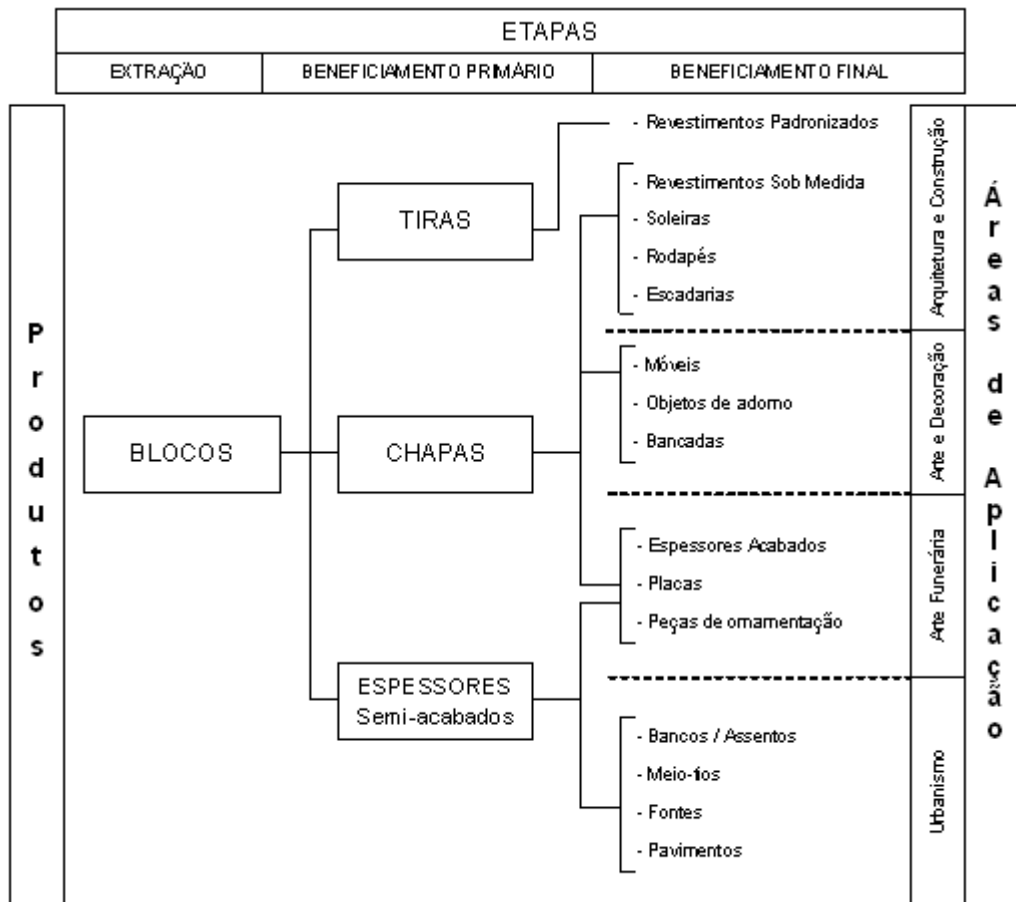 ETAPAS
EXTRAÇÃO
BENEFICIAMENTO PRIMÁRIO
BENEFICIAMENTO FINAL
Produtos
BLOCOS
TIRAS
CHAPAS
ESPESSORES
Semi-acabados
- Revestimentos Padronizados
- Revestimentos Sob Medida
- Soleiras
- Rodapés
- Escadarias
- Móveis
- Objetos de adorno
- Bancadas
- Espessores Acabados
- Placas
- Peças de ornamentação
- Bancos / Assentos
- Meio-fios
- Fontes
- Pavimentos
Arquitetura e Construção
Arte e Decoração
Arte Funerária
Urbanismo
Áreas de Aplicação